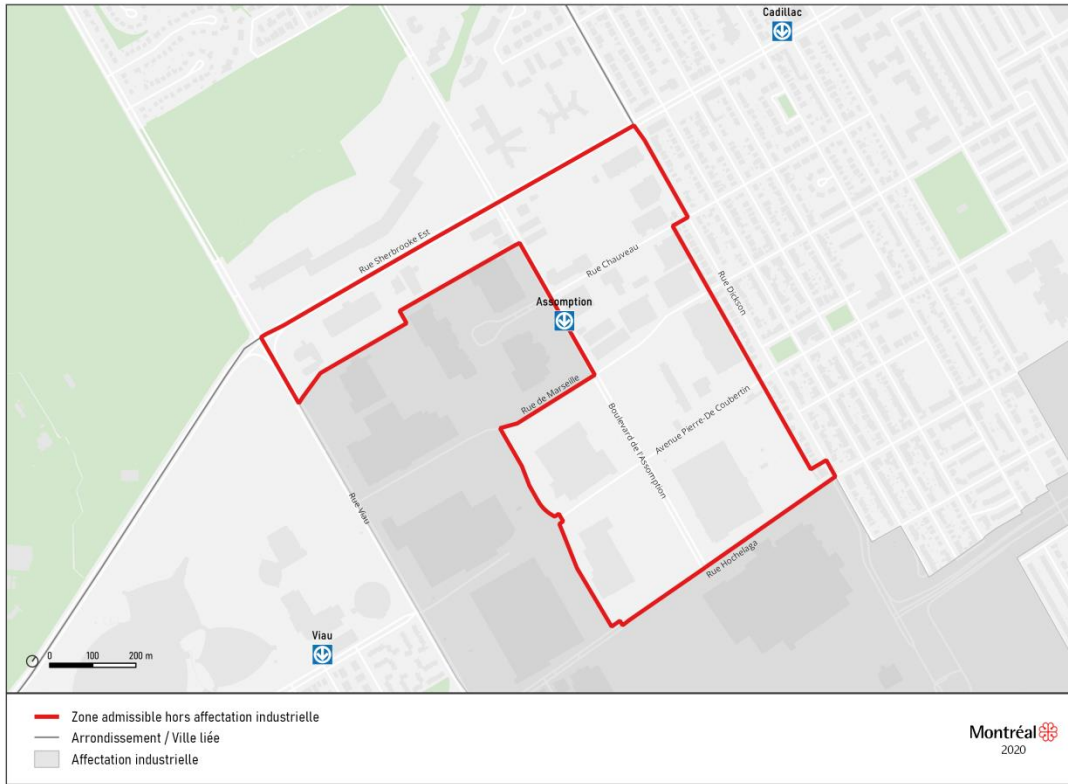 Cadillac
Rue Sherbrooke Est
Rue Chauveau
Assomption
Rue Dickson
Rue de Marseille
Boulevard de l'Assomption
Avenue Pierre-De Coubertin
Rue Viau
Rue Hochelaga
Viau
0 100 200 m
Zone admissible hors affectation industrielle
Arrondissement / Ville liée
Affectation industrielle
Montréal
2020